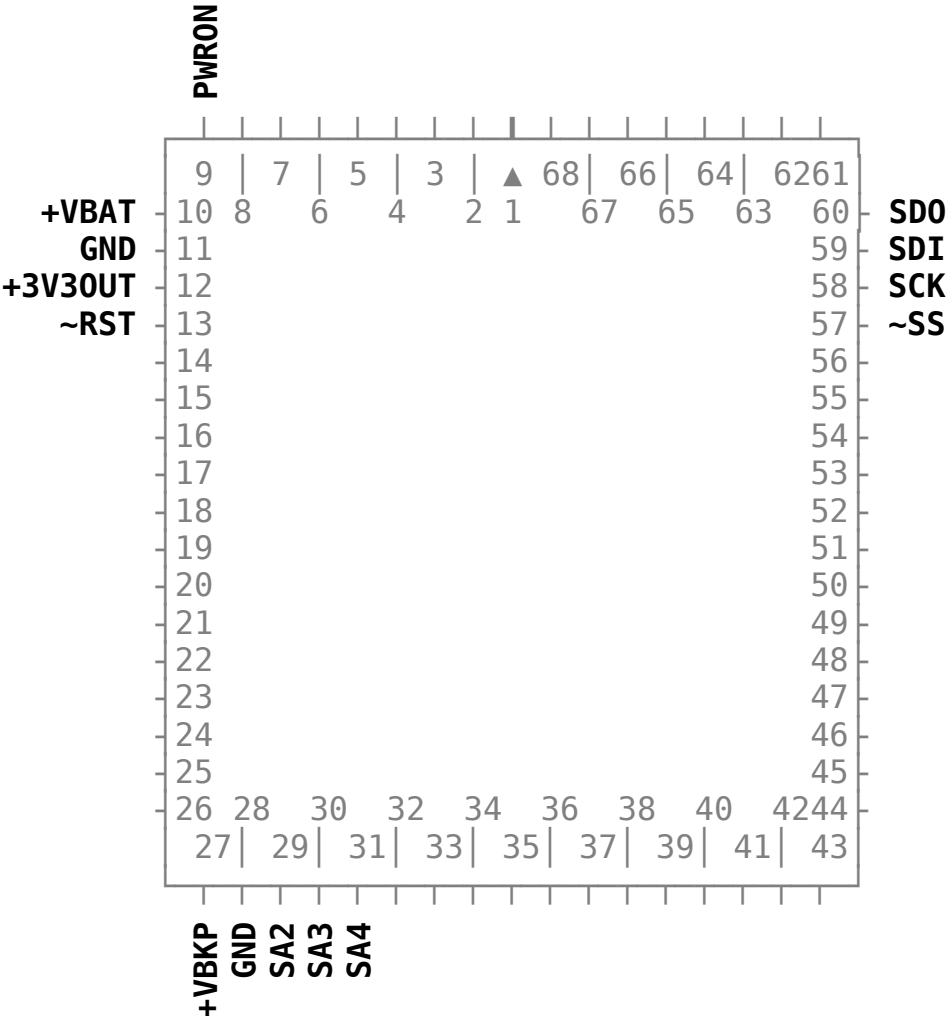 PWRON
9 7 5 3 ▲ 68 66 64 62 61
+VBAT 10 8 6 4 2 1 67 65 63 60 SDO
GND 11 59 SDI
+3V3OUT 12 58 SCK
~RST 13 57 ~SS
14 56
15 55
16 54
17 53
18 52
19 51
20 50
21 49
22 48
23 47
24 46
25 45
26 28 30 32 34 36 38 40 42 44
27 29 31 33 35 37 39 41 43
+VBKP GND SA2 SA3 SA4